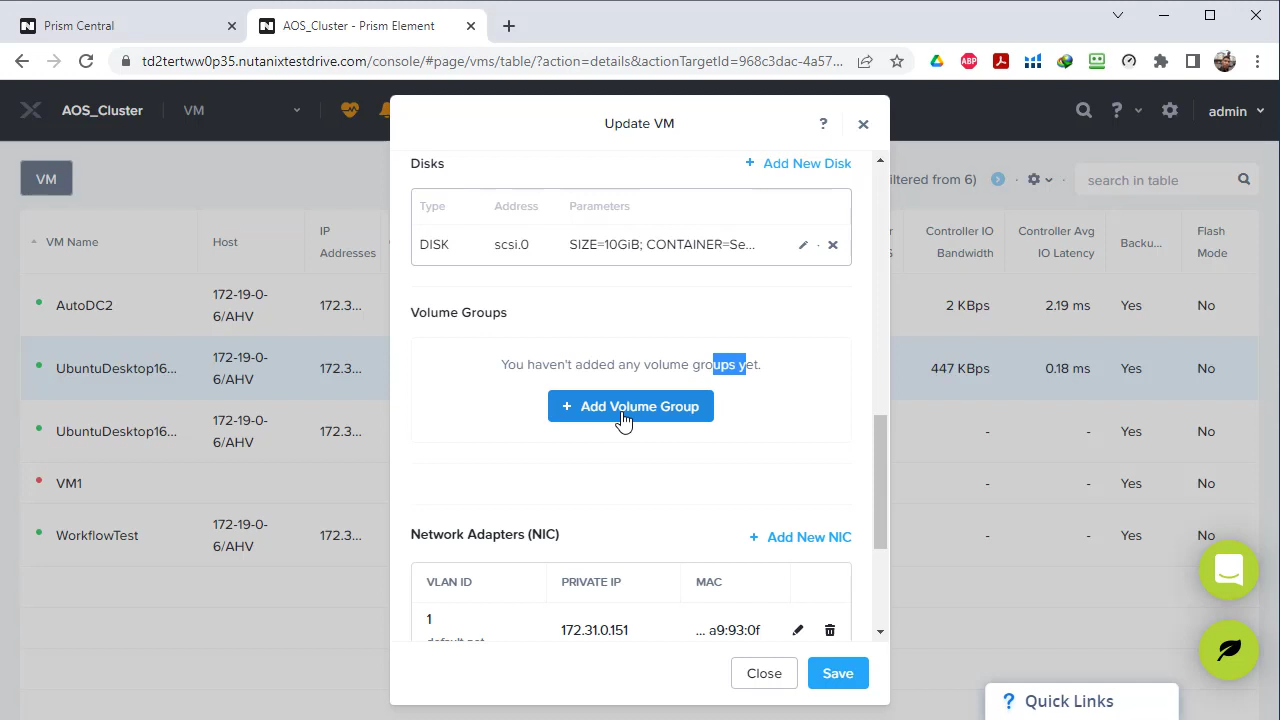 Prism Central
AOS_Cluster - Prism Element
td2tertww0p35.nutanixtestdrive.com/console/#page/vms/table/?action=details&actionTargetId=968c3dac-4a57...
AOS_Cluster
VM
admin
Update VM
VM
iltered from 6)
search in table
VM Name
Host
IP Addresses
Controller IO Bandwidth
Controller Avg IO Latency
Backu...
Flash Mode
AutoDC2
172-19-0-6/AHV
172.3...
2 KBps
2.19 ms
Yes
No
UbuntuDesktop16...
172-19-0-6/AHV
172.3...
447 KBps
0.18 ms
Yes
No
UbuntuDesktop16...
172-19-0-6/AHV
172.3...
-
-
Yes
No
VM1
-
-
Yes
No
WorkflowTest
172-19-0-6/AHV
172.3...
-
-
Yes
No
Disks
+ Add New Disk
Type
Address
Parameters
DISK
scsi.0
SIZE=10GiB; CONTAINER=Se...
Volume Groups
You haven't added any volume groups yet.
+ Add Volume Group
Network Adapters (NIC)
+ Add New NIC
VLAN ID
PRIVATE IP
MAC
1
172.31.0.151
... a9:93:0f
Close
Save
? Quick Links